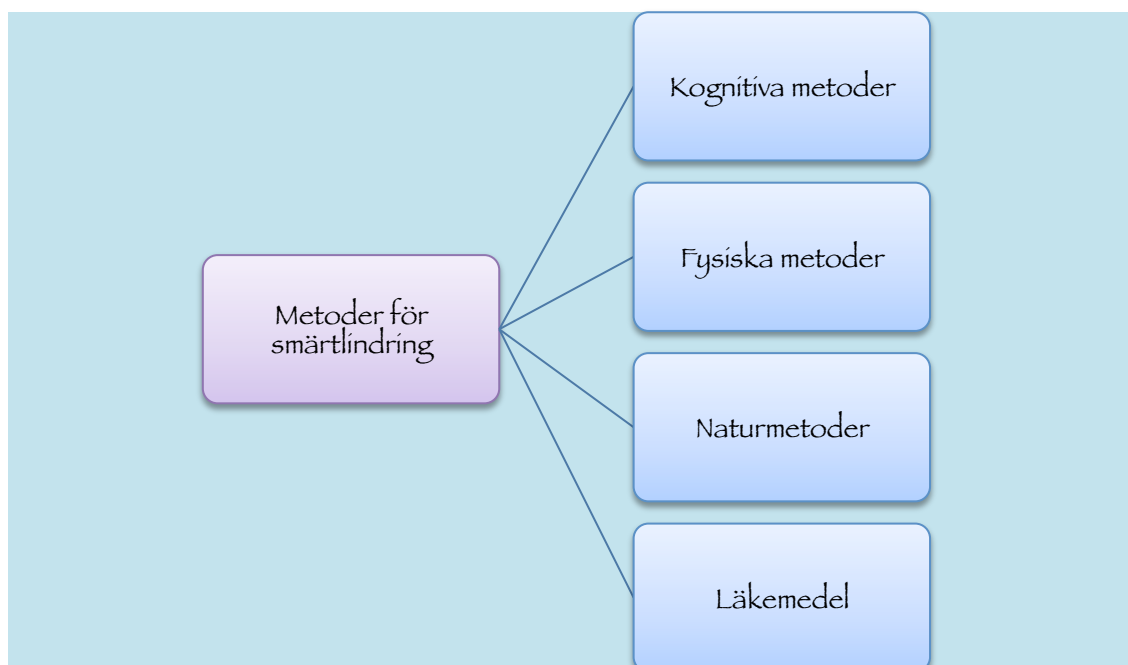 Kognitiva metoder
Fysiska metoder
Metoder för
smärtlindring
Naturmetoder
Läkemedel